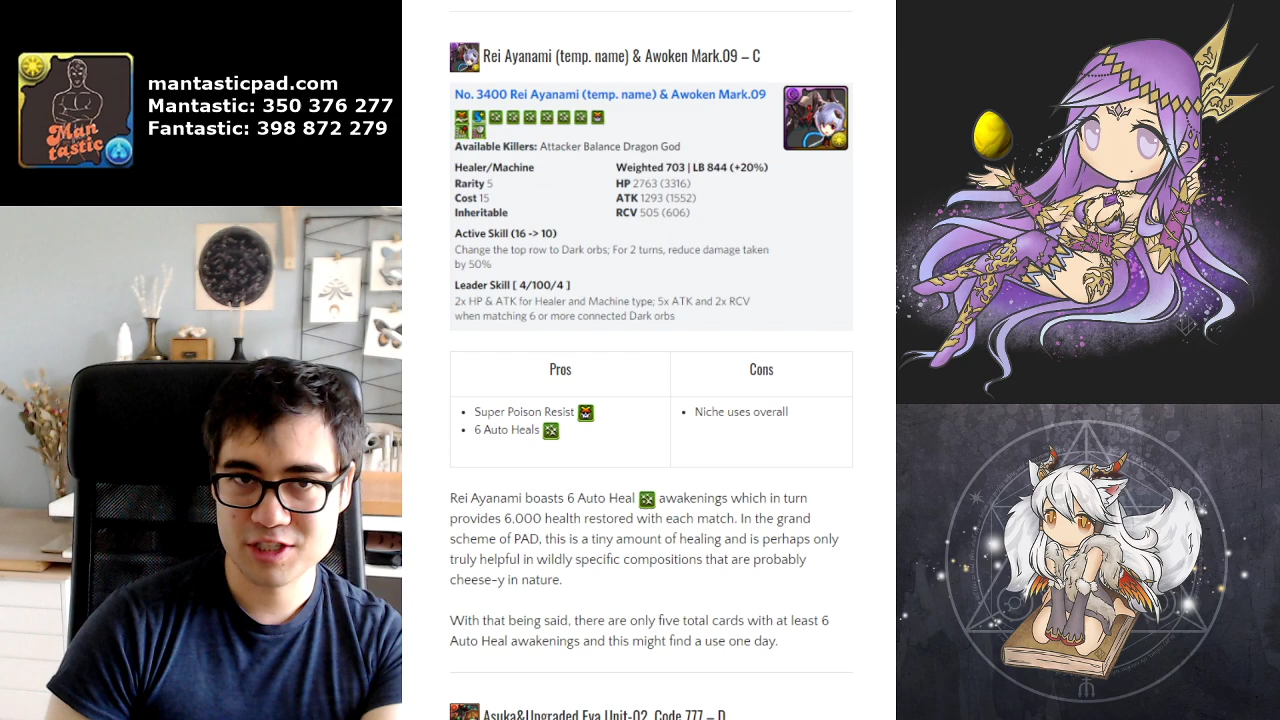 Man
tastic
mantasticpad.com
Mantastic: 350 376 277
Fantastic: 398 872 279
Rei Ayanami (temp. name) & Awoken Mark.09 – C
No. 3400 Rei Ayanami (temp. name) & Awoken Mark.09
Available Killers: Attacker Balance Dragon God
Healer/Machine
Weighted 703 | LB 844 (+20%)
Rarity 5
HP 2763 (3316)
Cost 15
ATK 1293 (1552)
Inheritable
RCV 505 (606)
Active Skill (16 -> 10)
Change the top row to Dark orbs; For 2 turns, reduce damage taken
by 50%
Leader Skill [ 4/100/4 ]
2x HP & ATK for Healer and Machine type; 5x ATK and 2x RCV
when matching 6 or more connected Dark orbs
Pros
Cons
• Super Poison Resist
• 6 Auto Heals
• Niche uses overall
Rei Ayanami boasts 6 Auto Heal awakenings which in turn
provides 6,000 health restored with each match. In the grand
scheme of PAD, this is a tiny amount of healing and is perhaps only
truly helpful in wildly specific compositions that are probably
cheese-y in nature.
With that being said, there are only five total cards with at least 6
Auto Heal awakenings and this might find a use one day.
Asuka&Upgraded Eva Unit-02, Code 777 – D